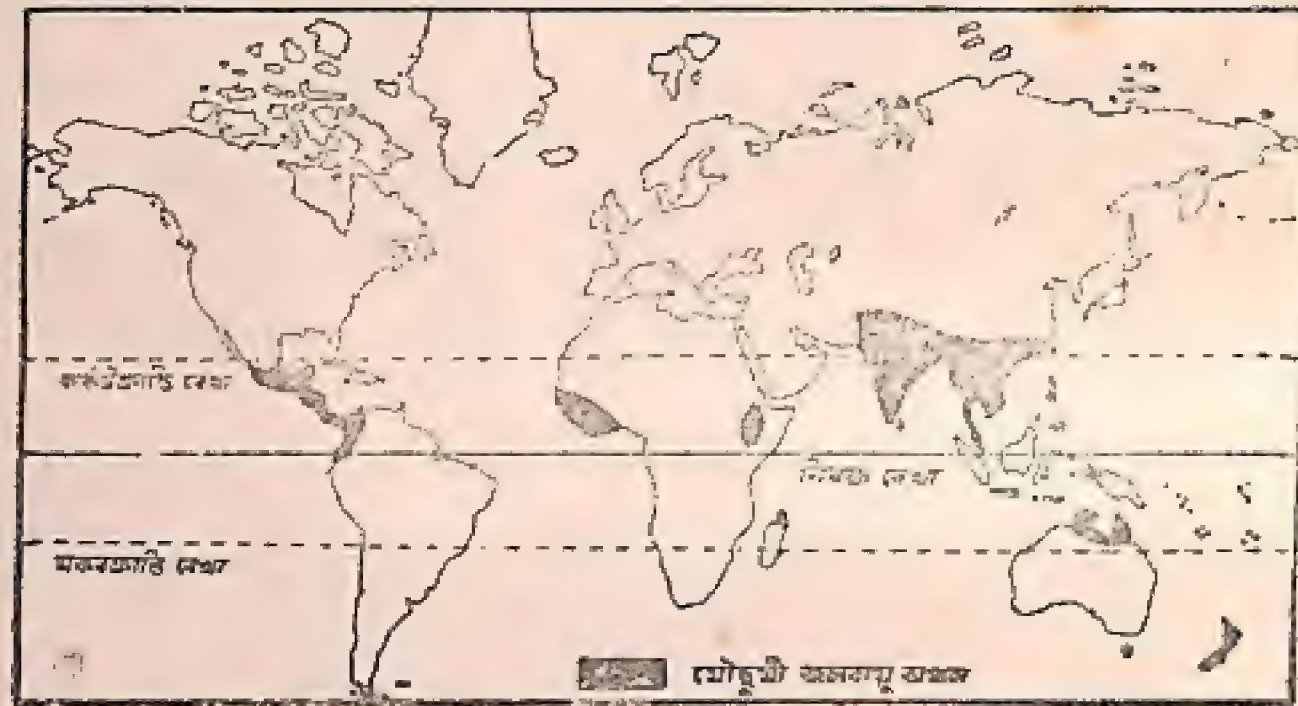 কর্কটক্রান্তি রেখা
নিরক্ষ রেখা
মকরক্রান্তি রেখা
মৌসুমী জলবায়ু অঞ্চল